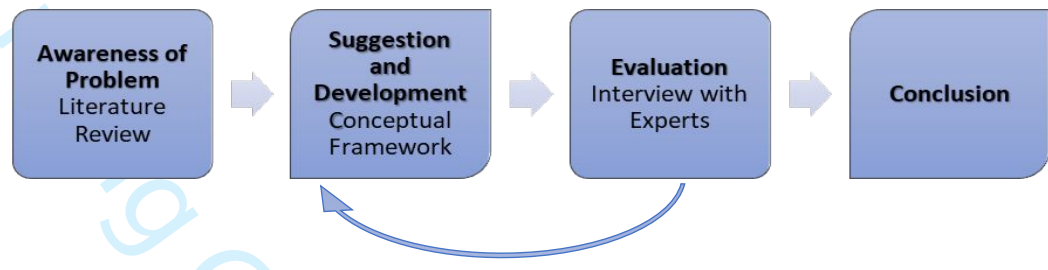 Awareness of
Problem
Literature
Review
Suggestion
and
Development
Conceptual
Framework
Evaluation
Interview with
Experts
Conclusion